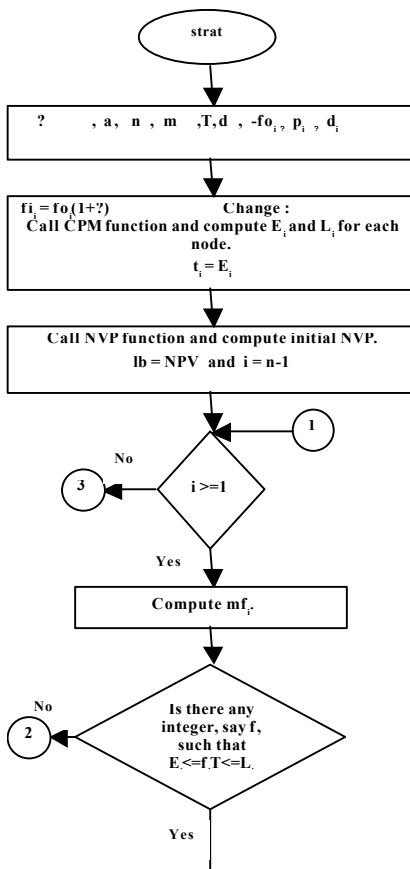 strat
? , a, n , m ,T,d , -fo i ? p i ? d i
fi i = fo i (1+?) Change :
Call CPM function and compute E i and L i for each
node.
t i = E i
Call NVP function and compute initial NVP.
lb = NPV and i = n-1
1
No
i >=1
3
Yes
Compute mf i .
Is there any
integer, say f,
such that
E.<=f.T<=L.
No
2
Yes